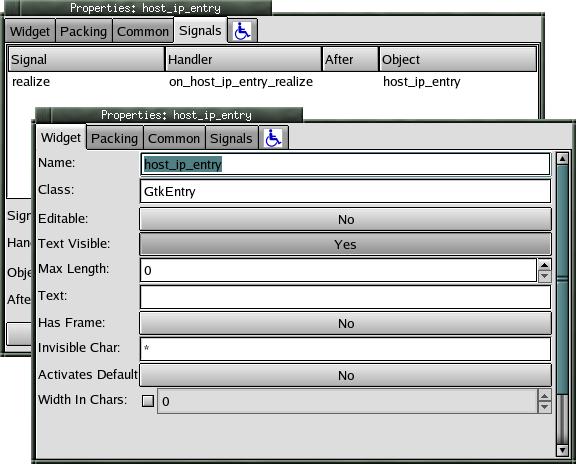 Properties: host_ip_entry
Widget Packing Common Signals
Signal Handler After Object
realize on_host_ip_entry_realize host_ip_entry
Sign
Hand
Obje
After
Properties: host_ip_entry
Widget Packing Common Signals
Name: host_ip_entry
Class: GtkEntry
Editable: No
Text Visible: Yes
Max Length: 0
Text:
Has Frame: No
Invisible Char: *
Activates Default No
Width In Chars: 0